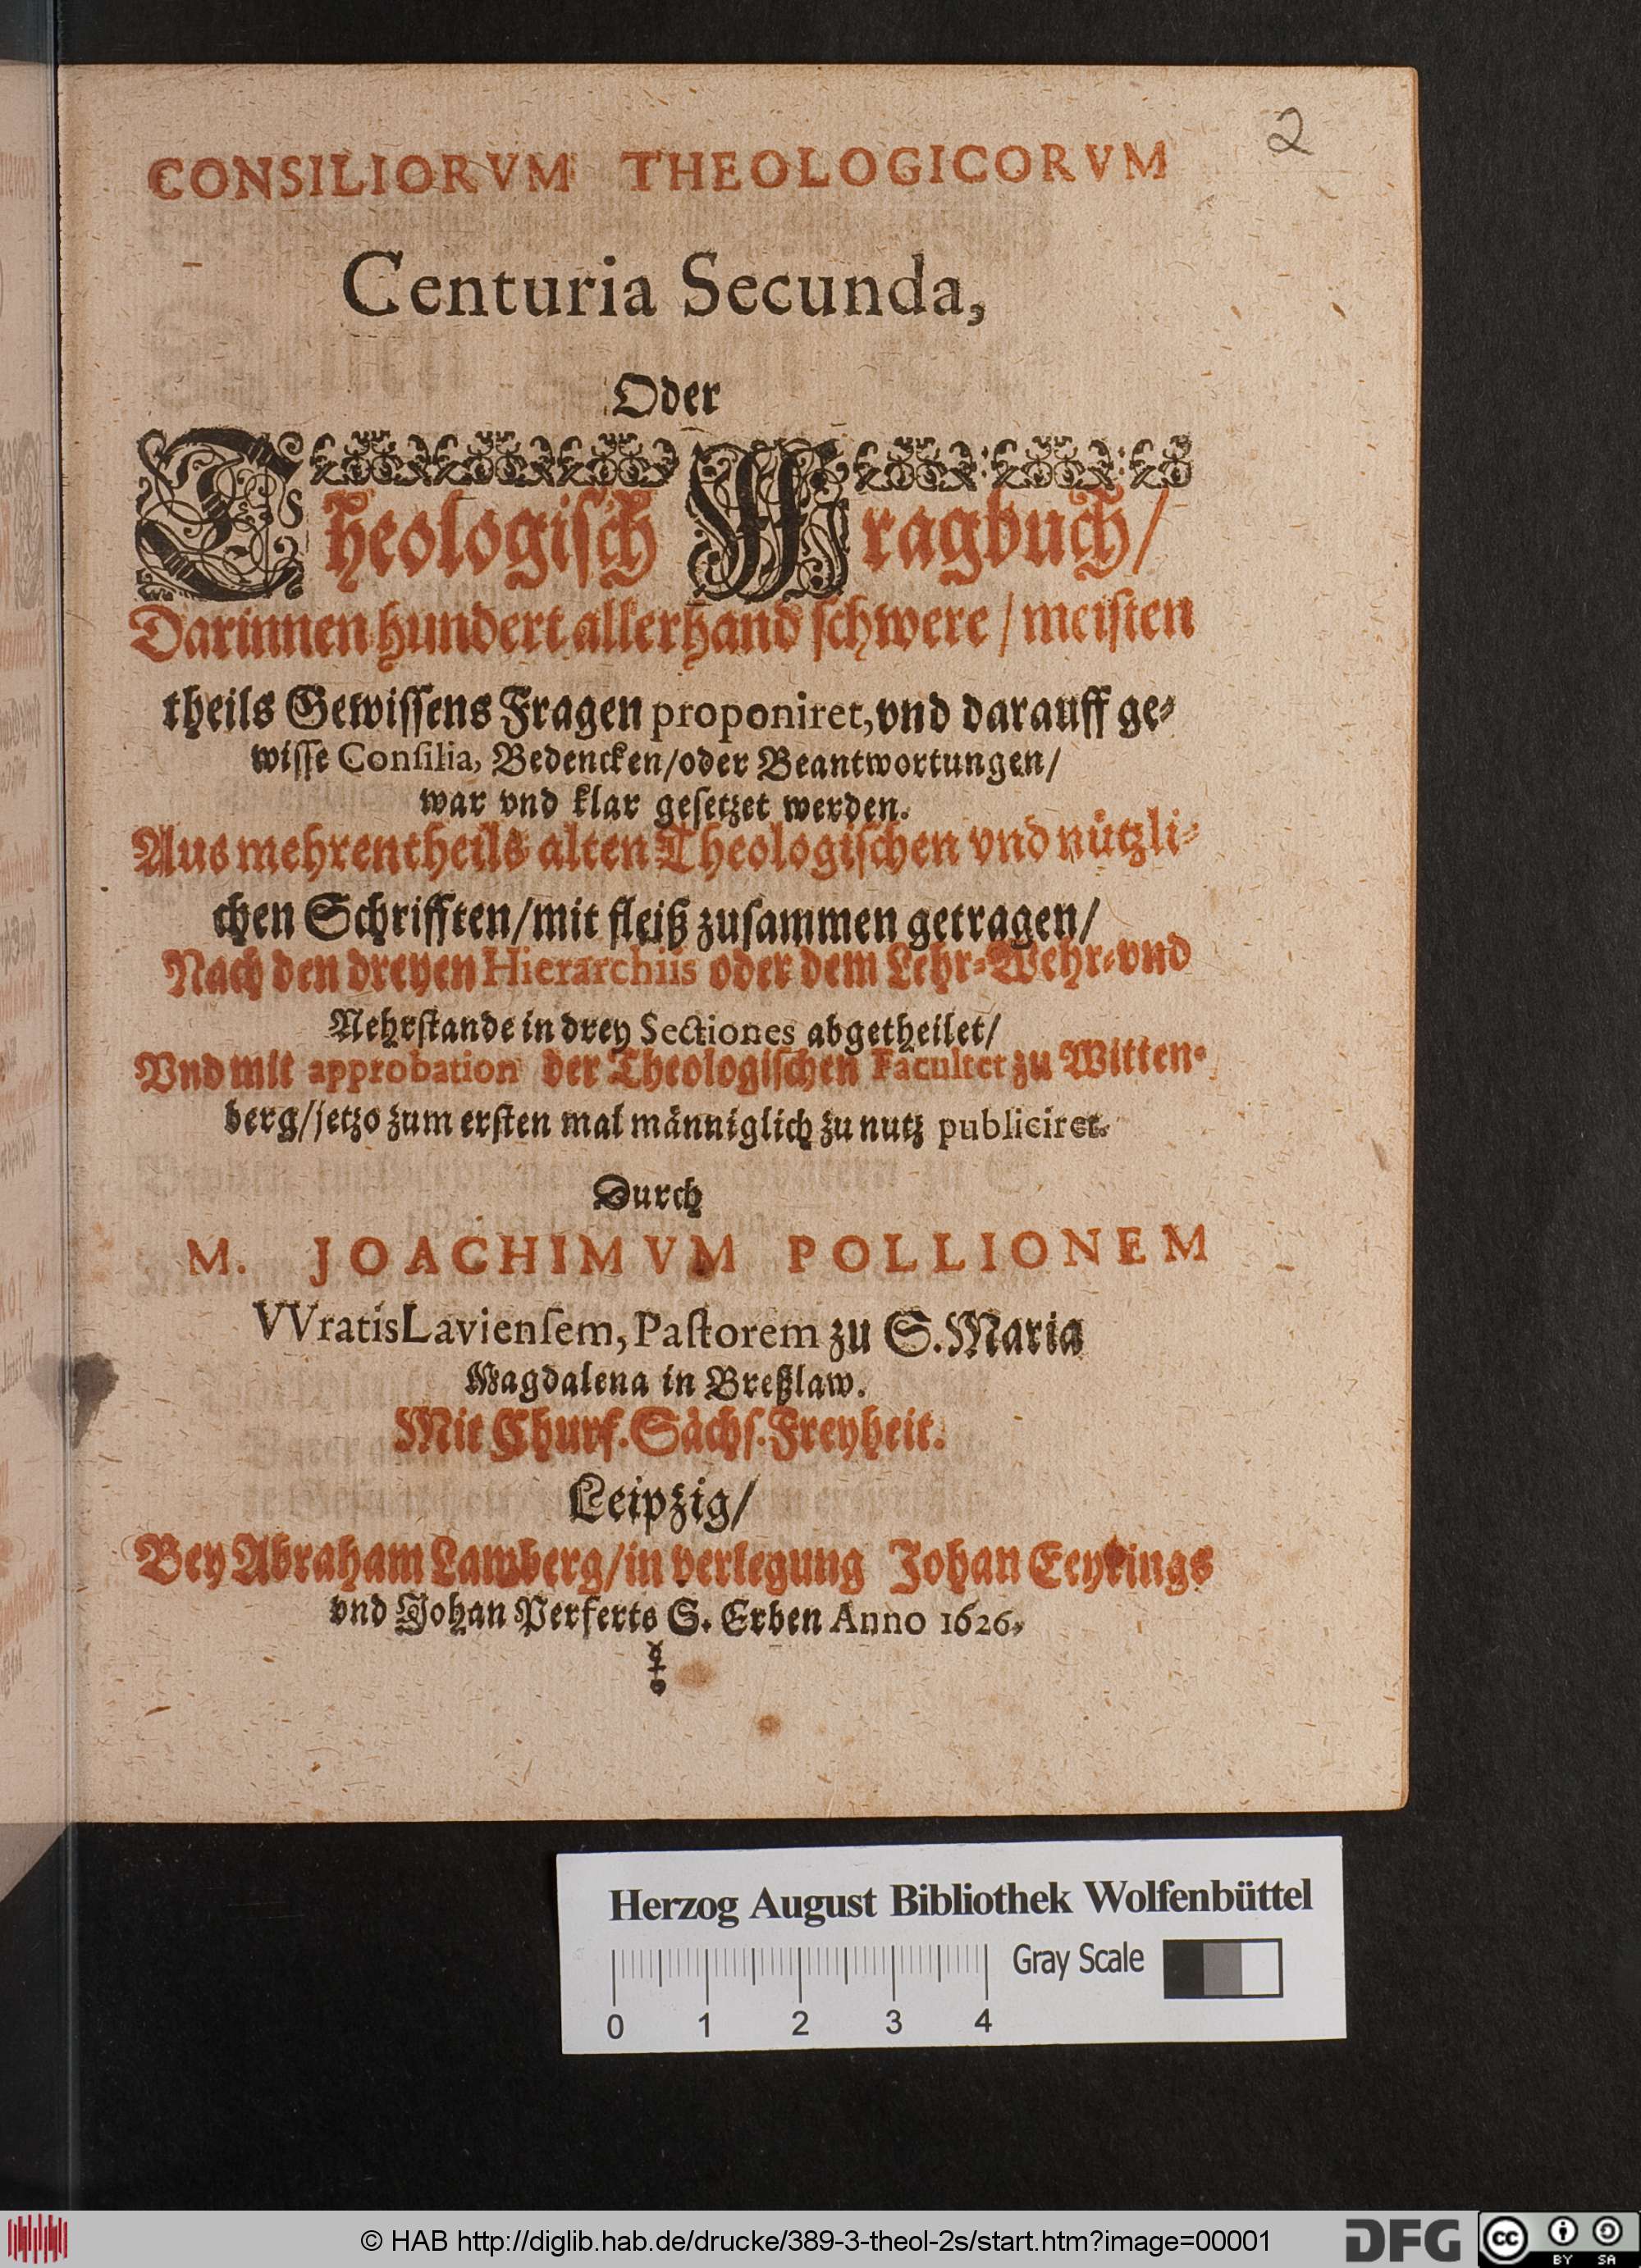 2
CONSILIORVM THEOLOGICORVM
Centuria Secunda,
Oder
Theologisch Fragbuch/
Darinnen hundert allerhand schwere/meisten
theils Gewissens Fragen proponiret,vnd darauff ge-
wisse Consilia, Bedencken/oder Beantwortungen/
war vnd klar gesetzet werden.
Aus mehrentheils alten Theologischen vnd nützli-
chen Schrifften/mit fleiß zusammen getragen/
Nach den dreyen Hierarchiis oder dem Lehr-Wehr-vnd
Nehrstande in drey Sectiones abgetheilet/
Vnd mit approbation der Theologischen Facultet zu Witten-
berg/jetzo zum ersten mal männiglich zu nutz publiciret.
Durch
M. JOACHIMVM POLLIONEM
VVratisLaviensem, Pastorem zu S. Maria
Magdalena in Breßlaw.
Mit Churf. Sächs. Freyheit.
Leipzig/
Bey Abraham Lamberg/in verlegung Johan Eeykings
vnd Johan Perferts S. Erben Anno 1626.
Herzog August Bibliothek Wolfenbüttel
Gray Scale
0 1 2 3 4
© HAB http://diglib.hab.de/drucke/389-3-theol-2s/start.htm?image=00001
DFG
cc BY SA